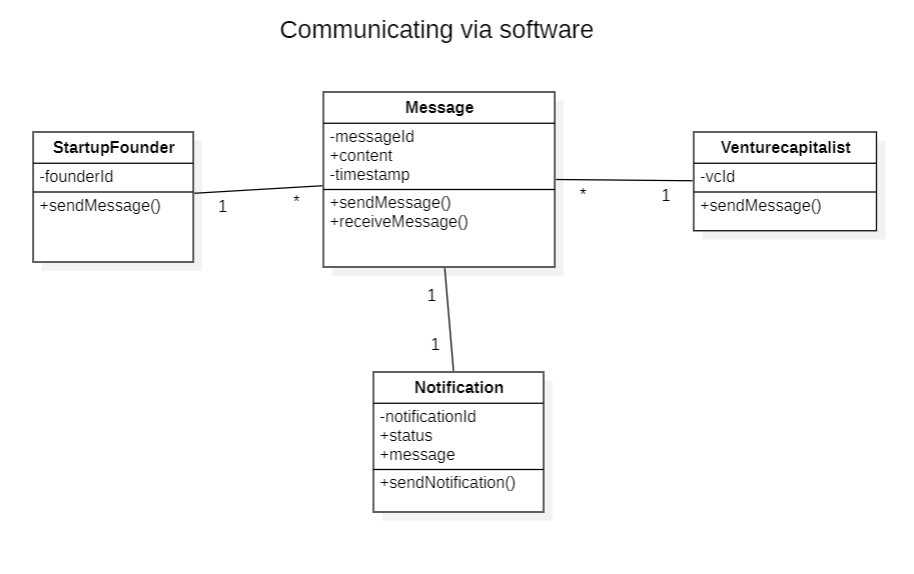 Communicating via software
StartupFounder
-founderId
+sendMessage()
1
*
Message
-messageId
+content
-timestamp
+sendMessage()
+receiveMessage()
*
1
Venturecapitalist
-vcId
+sendMessage()
1
1
Notification
-notificationId
+status
+message
+sendNotification()